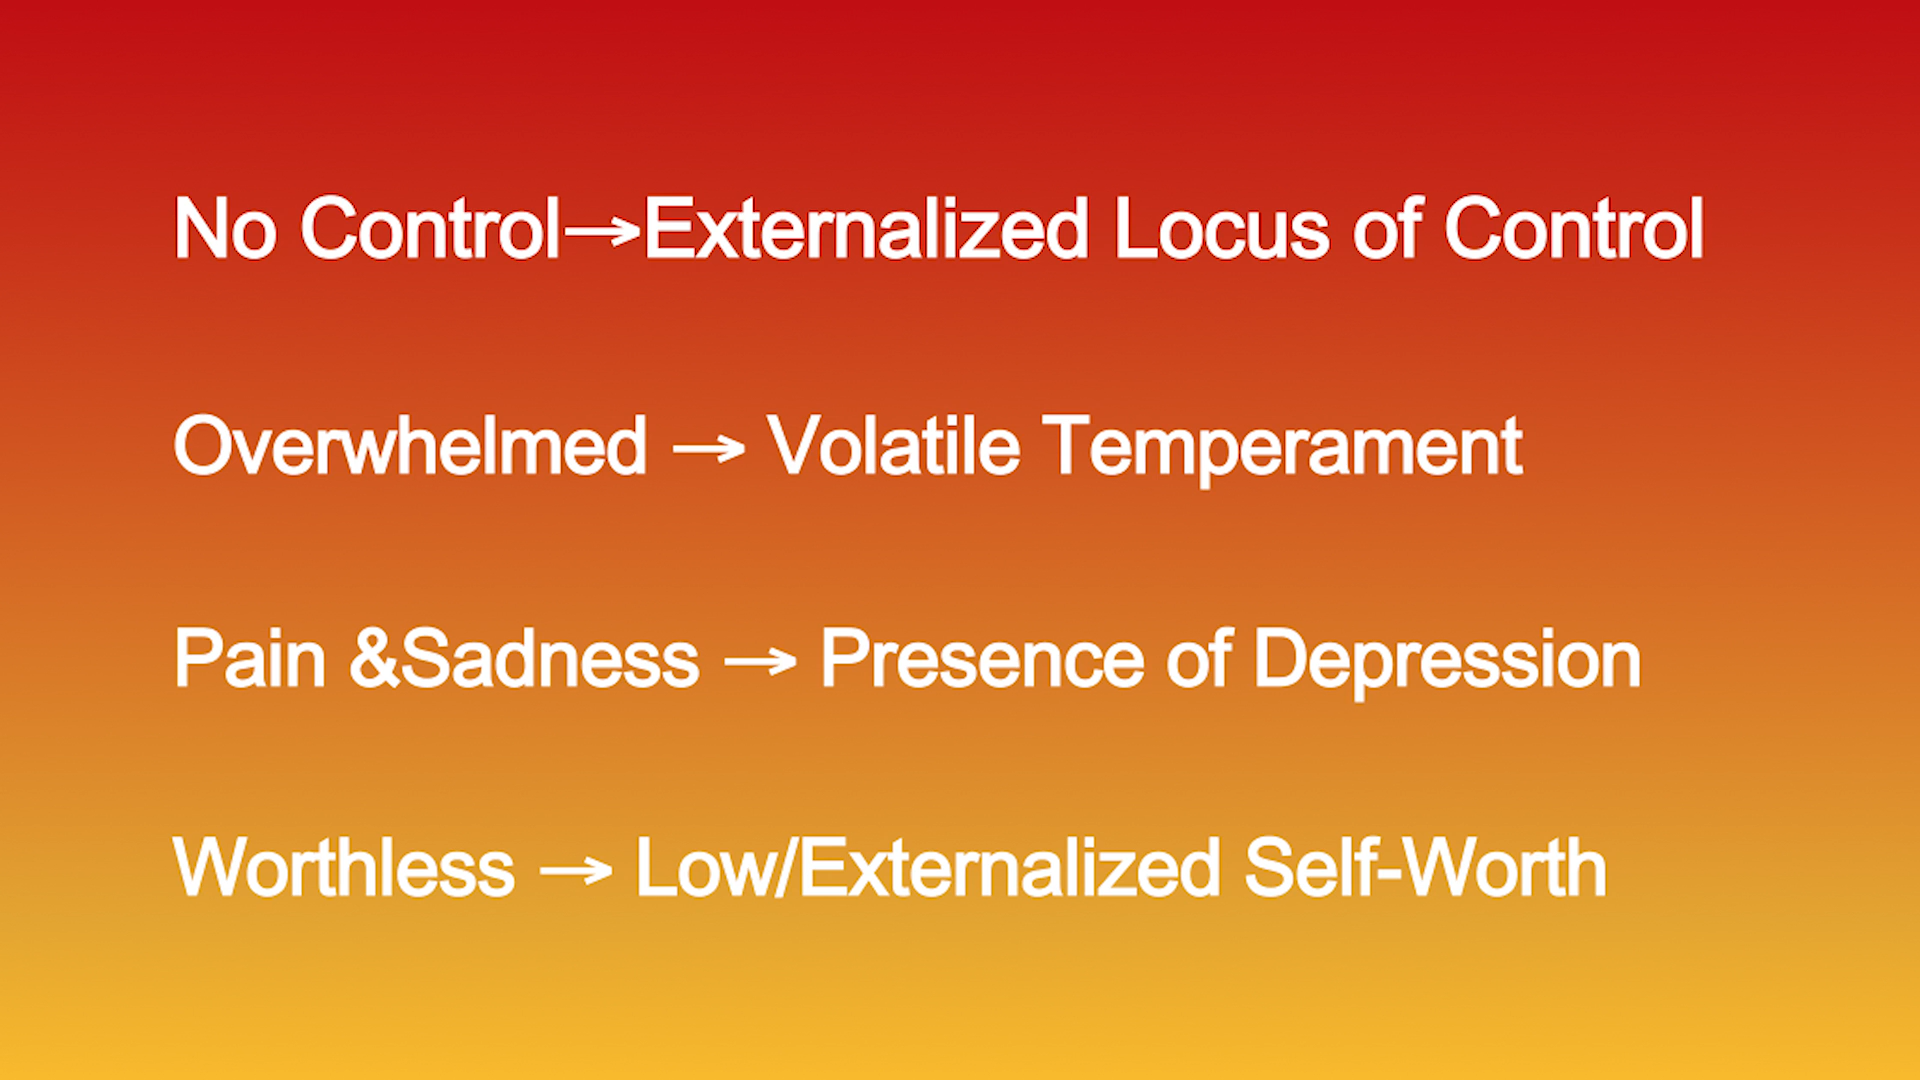 No Control→Externalized Locus of Control
Overwhelmed → Volatile Temperament
Pain &Sadness → Presence of Depression
Worthless → Low/Externalized Self-Worth